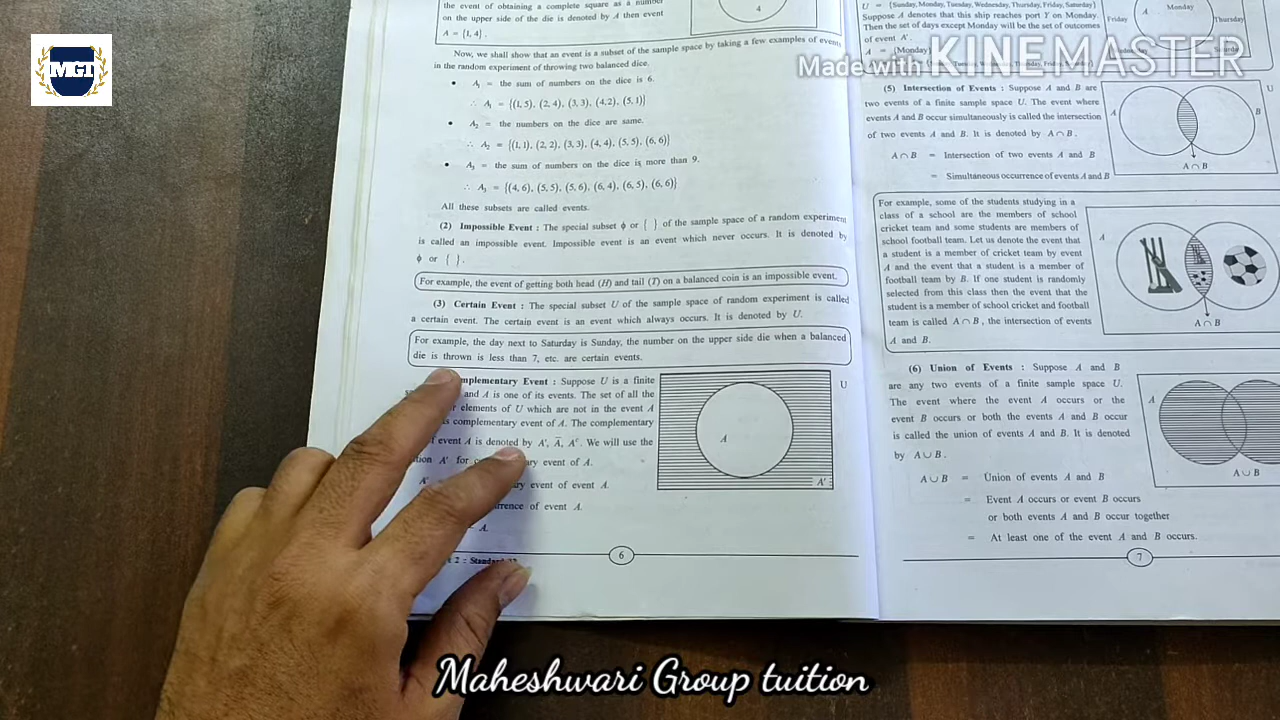 MGI
Made with KINEMASTER
the event of obtaining a complete square as a number
on the upper side of the die is denoted by A then event
A = {1, 4}.
4
Now, we shall show that an event is a subset of the sample space by taking a few examples of events
in the random experiment of throwing two balanced dice.
• A₁ = the sum of numbers on the dice is 6.
∴ A₁ = {(1, 5), (2, 4), (3, 3), (4, 2), (5, 1)}
• A₂ = the numbers on the dice are same.
∴ A₂ = {(1, 1), (2, 2), (3, 3), (4, 4), (5, 5), (6, 6)}
• A₃ = the sum of numbers on the dice is more than 9.
∴ A₃ = {(4, 6), (5, 5), (5, 6), (6, 4), (6, 5), (6, 6)}
All these subsets are called events.
(2) Impossible Event : The special subset ϕ or { } of the sample space of a random experiment
is called an impossible event. Impossible event is an event which never occurs. It is denoted by
ϕ or { }.
For example, the event of getting both head (H) and tail (T) on a balanced coin is an impossible event.
(3) Certain Event : The special subset U of the sample space of random experiment is called
a certain event. The certain event is an event which always occurs. It is denoted by U.
For example, the day next to Saturday is Sunday, the number on the upper side die when a balanced
die is thrown is less than 7, etc. are certain events.
mplementary Event : Suppose U is a finite
and A is one of its events. The set of all the
elements of U which are not in the event A
s complementary event of A. The complementary
event A is denoted by A′, A̅, Aᶜ. We will use the
tion A′ for ary event of A.
A′ ary event of event A.
rrence of event A.
A.
A
U
A′
6
2 : Standard 12
U = {Sunday, Monday, Tuesday, Wednesday, Thursday, Friday, Saturday}
Suppose A denotes that this ship reaches port Y on Monday.
Then the set of days except Monday will be the set of outcomes
of event A′.
A = {Monday}
Friday
A
Monday
Thursday
(5) Intersection of Events : Suppose A and B are
two events of a finite sample space U. The event where
events A and B occur simultaneously is called the intersection
of two events A and B. It is denoted by A ∩ B.
A ∩ B = Intersection of two events A and B
= Simultaneous occurrence of events A and B
A
B
U
A ∩ B
For example, some of the students studying in a
class of a school are the members of school
cricket team and some students are members of
school football team. Let us denote the event that
a student is a member of cricket team by event
A and the event that a student is a member of
football team by B. If one student is randomly
selected from this class then the event that the
student is a member of school cricket and football
team is called A ∩ B, the intersection of events
A and B.
A
A ∩ B
(6) Union of Events : Suppose A and B
are any two events of a finite sample space U.
The event where the event A occurs or the
event B occurs or both the events A and B occur
is called the union of events A and B. It is denoted
by A ∪ B.
A ∪ B = Union of events A and B
= Event A occurs or event B occurs
or both events A and B occur together
= At least one of the event A and B occurs.
A
A ∪ B
7
Maheshwari Group tuition